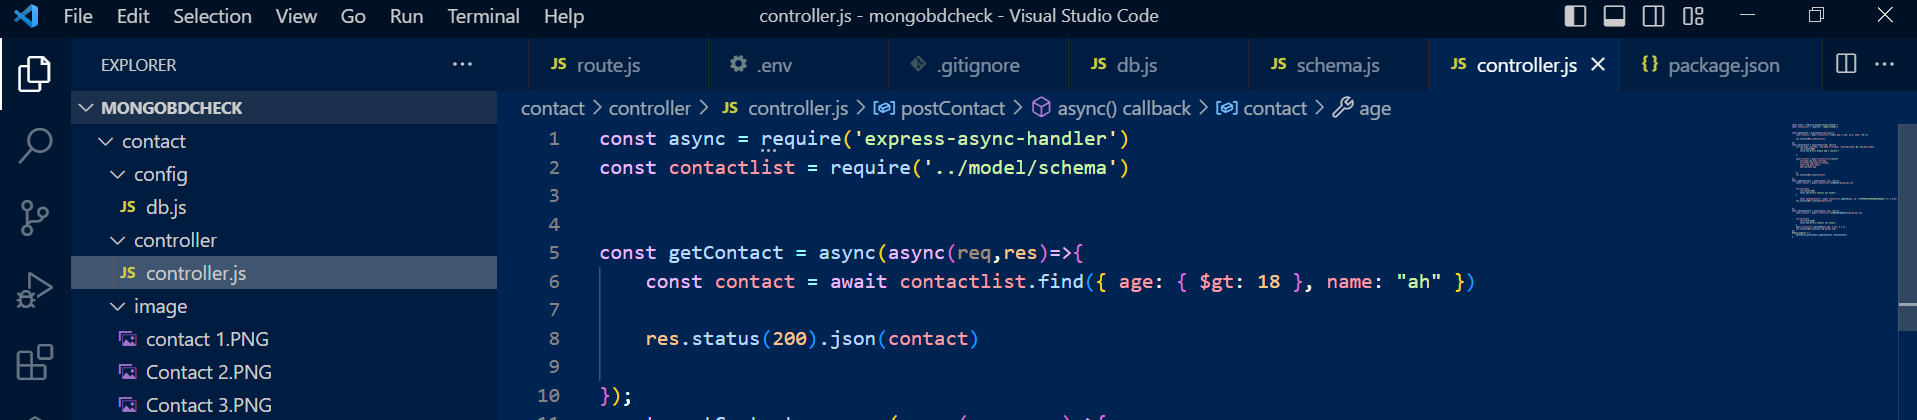 File Edit Selection View Go Run Terminal Help
controller.js - mongobdcheck - Visual Studio Code
EXPLORER
MONGOBDCHECK
contact
config
JS db.js
controller
JS controller.js
image
contact 1.PNG
Contact 2.PNG
Contact 3.PNG
JS route.js .env .gitignore JS db.js JS schema.js JS controller.js {} package.json
contact > controller > JS controller.js > postContact > async() callback > contact > age
1 const async = require('express-async-handler')
2 const contactlist = require('../model/schema')
3
4
5 const getContact = async(async(req,res)=>{
6 const contact = await contactlist.find({ age: { $gt: 18 }, name: "ah" })
7
8 res.status(200).json(contact)
9
10 });